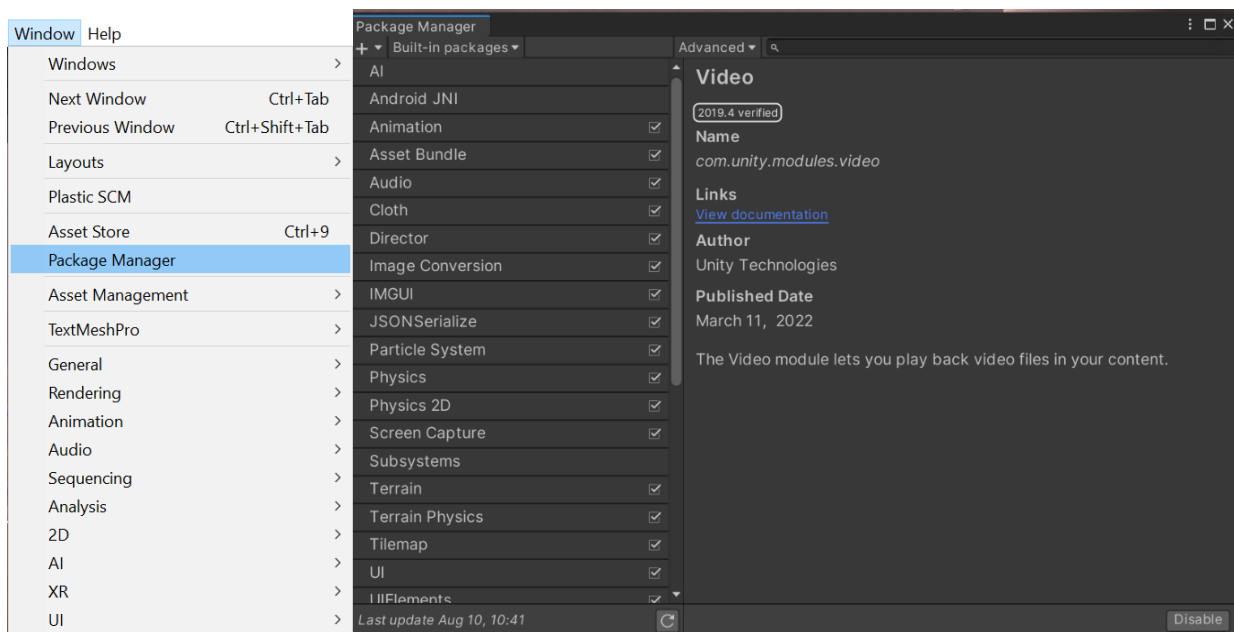 Window Help
Windows
Next Window Ctrl+Tab
Previous Window Ctrl+Shift+Tab
Layouts
Plastic SCM
Asset Store Ctrl+9
Package Manager
Asset Management
TextMeshPro
General
Rendering
Animation
Audio
Sequencing
Analysis
2D
AI
XR
UI
Package Manager
Built-in packages
Advanced
AI
Android JNI
Animation
Asset Bundle
Audio
Cloth
Director
Image Conversion
IMGUI
JSONSerialize
Particle System
Physics
Physics 2D
Screen Capture
Subsystems
Terrain
Terrain Physics
Tilemap
UI
UIElements
Last update Aug 10, 10:41
Video
2019.4 verified
Name
com.unity.modules.video
Links
View documentation
Author
Unity Technologies
Published Date
March 11, 2022
The Video module lets you play back video files in your content.
Disable